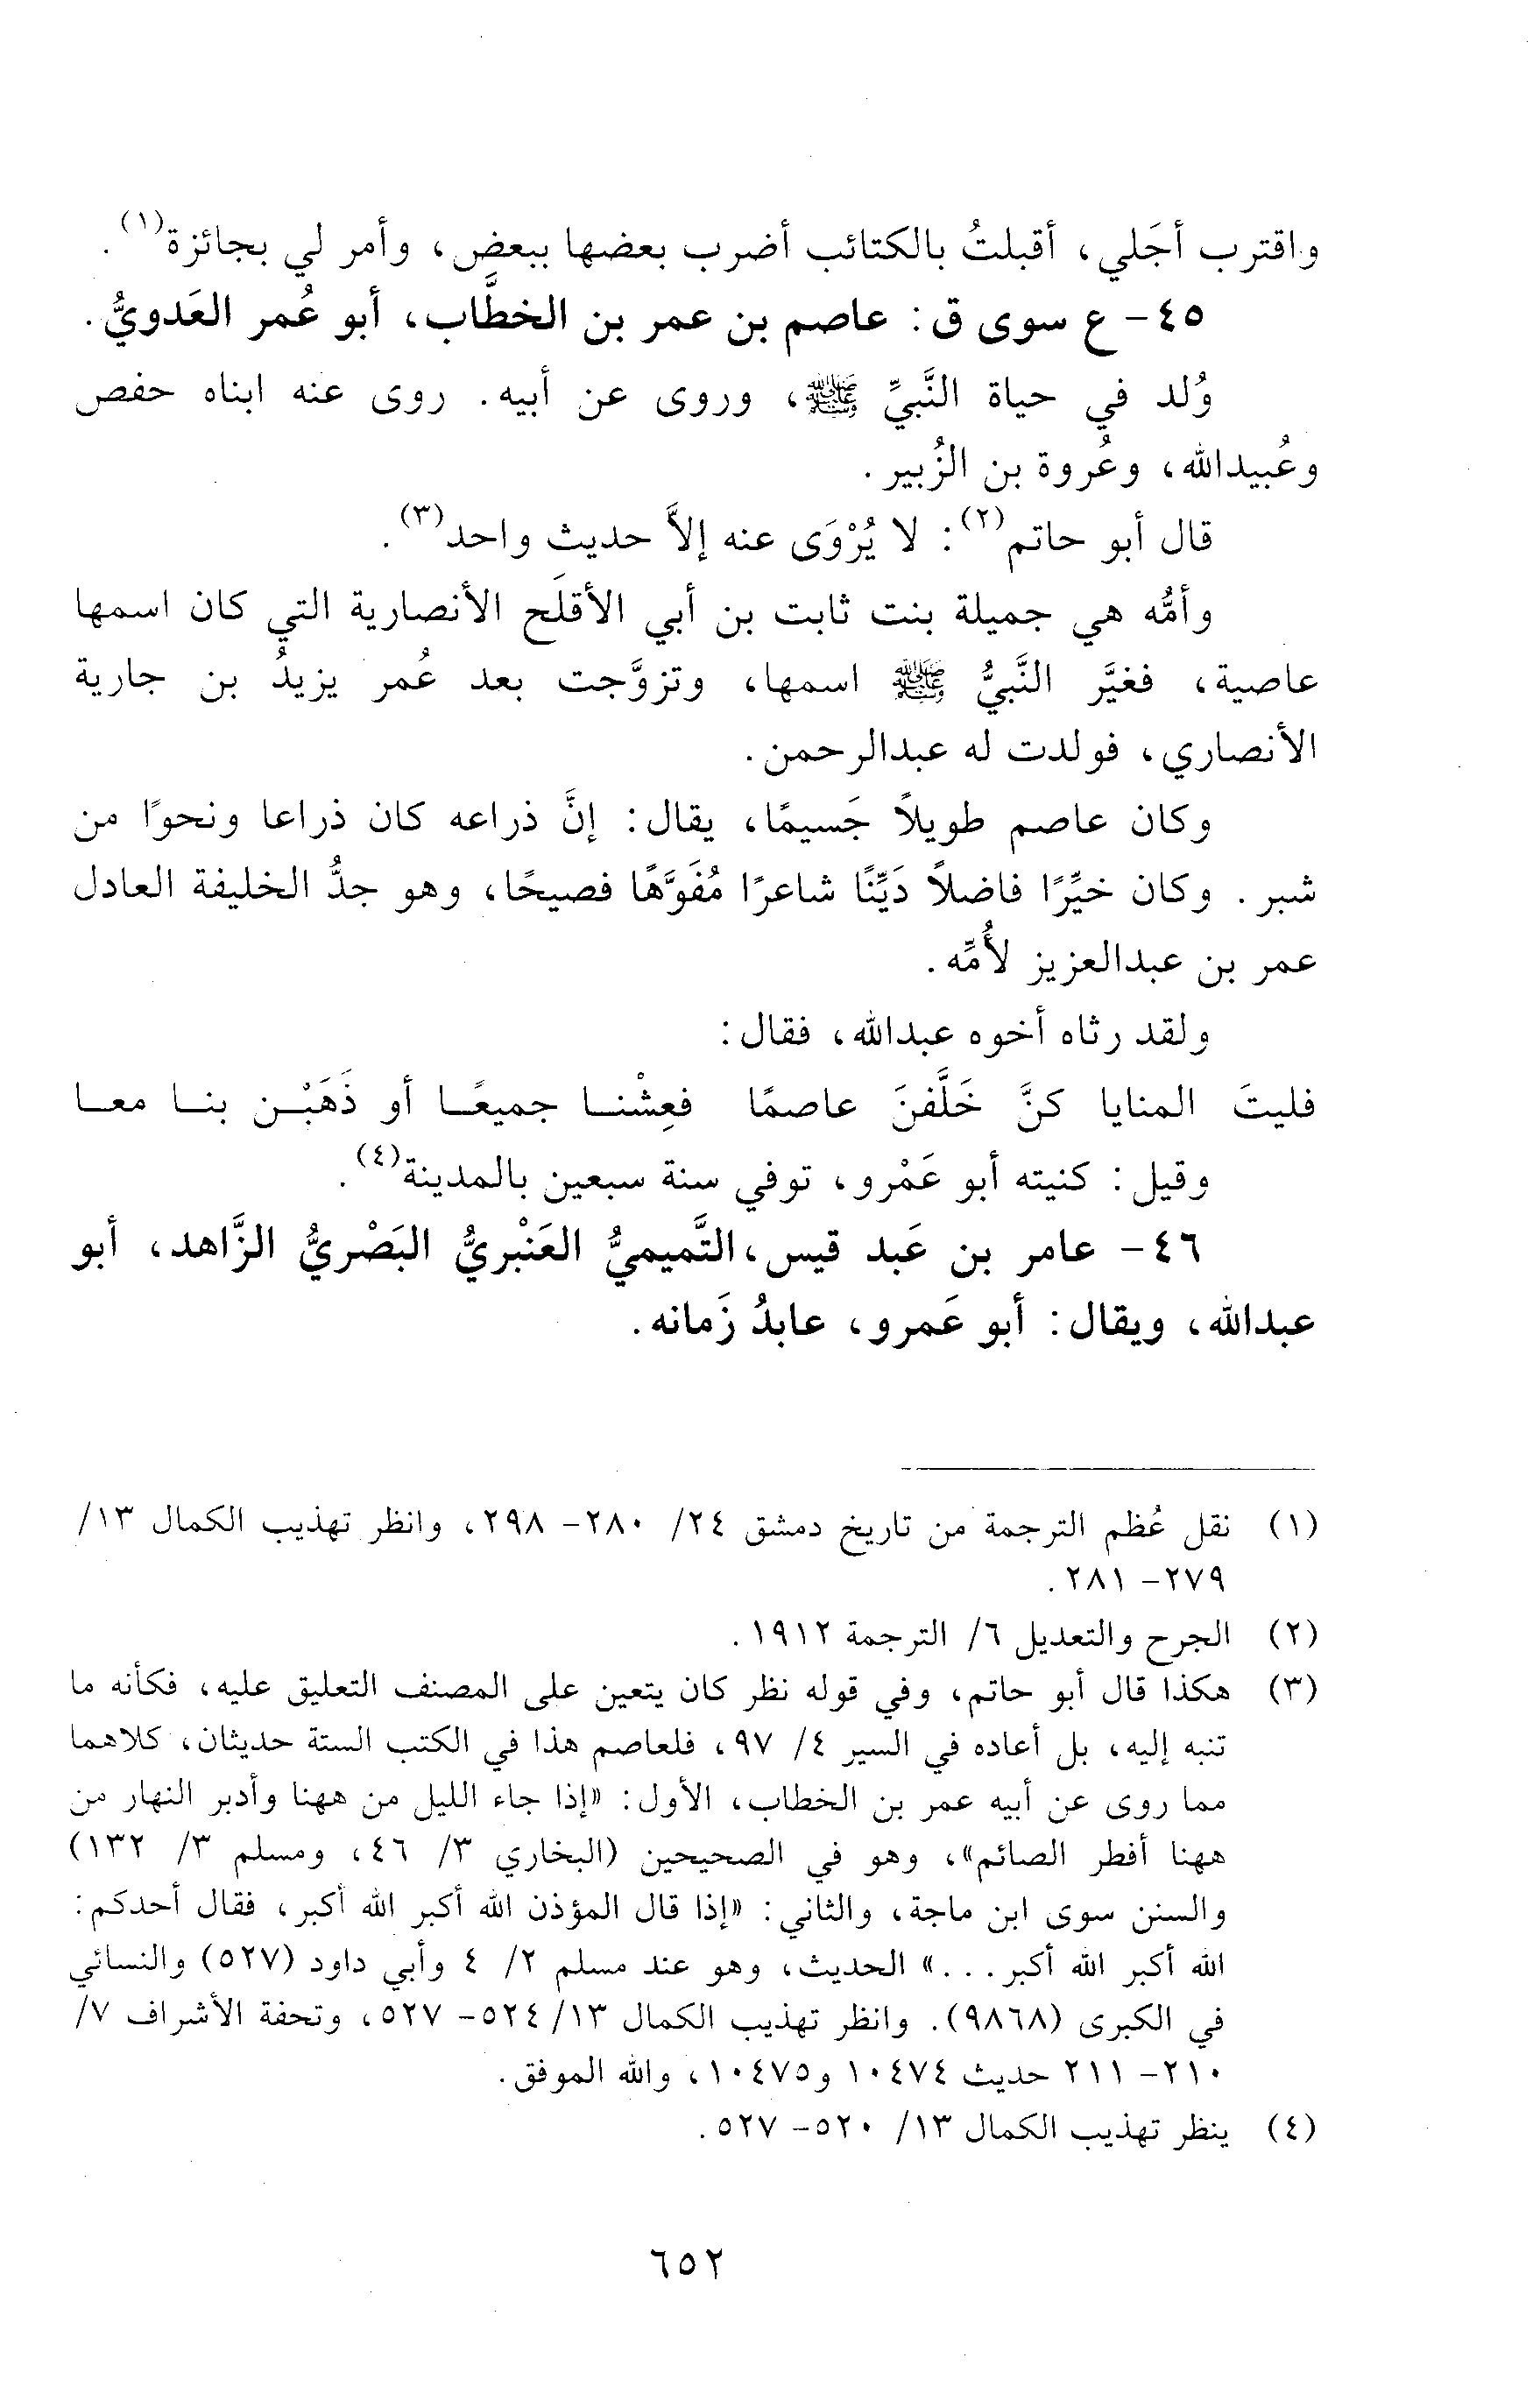 واقترب أجَلي، أقبلتُ بالكتائب أضرب بعضها ببعض، وأمر لي بجائزة(١).
٤٥- ع سوى ق: عاصم بن عمر بن الخطَّاب، أبو عُمر العَدويُّ.
وُلد في حياة النَّبيِّ ﷺ، وروى عن أبيه. روى عنه ابناه حفص
وعُبيدالله، وعُروة بن الزُبير.
قال أبو حاتم(٢): لا يُرْوَى عنه إلاَّ حديث واحد(٣).
وأمُّه هي جميلة بنت ثابت بن أبي الأقلَح الأنصارية التي كان اسمها
عاصية، فغيَّر النَّبيُّ ﷺ اسمها، وتزوَّجت بعد عُمر يزيدُ بن جارية
الأنصاري، فولدت له عبدالرحمن.
وكان عاصم طويلاً جَسيمًا، يقال: إنَّ ذراعه كان ذراعا ونحوًا من
شبر. وكان خيِّرًا فاضلاً دَيِّنًا شاعرًا مُفَوَّهًا فصيحًا، وهو جدُّ الخليفة العادل
عمر بن عبدالعزيز لأُمِّه.
ولقد رثاه أخوه عبدالله، فقال:
فليتَ المنايا كنَّ خَلَّفنَ عاصمًا فعِشْنا جميعًا أو ذَهَبْن بنا معا
وقيل: كنيته أبو عَمْرو، توفي سنة سبعين بالمدينة(٤).
٤٦- عامر بن عَبد قيس، التَّميميُّ العَنْبريُّ البَصْريُّ الزَّاهد، أبو
عبدالله، ويقال: أبو عَمرو، عابدُ زَمانه.
(١) نقل عُظم الترجمة من تاريخ دمشق ٢٤/ ٢٨٠- ٢٩٨، وانظر تهذيب الكمال ١٣/
٢٧٩- ٢٨١.
(٢) الجرح والتعديل ٦/ الترجمة ١٩١٢.
(٣) هكذا قال أبو حاتم، وفي قوله نظر كان يتعين على المصنف التعليق عليه، فكأنه ما
تنبه إليه، بل أعاده في السير ٤/ ٩٧، فلعاصم هذا في الكتب الستة حديثان، كلاهما
مما روى عن أبيه عمر بن الخطاب، الأول: «إذا جاء الليل من ههنا وأدبر النهار من
ههنا أفطر الصائم»، وهو في الصحيحين (البخاري ٣/ ٤٦، ومسلم ٣/ ١٣٢)
والسنن سوى ابن ماجة، والثاني: «إذا قال المؤذن الله أكبر الله أكبر، فقال أحدكم:
الله أكبر الله أكبر...» الحديث، وهو عند مسلم ٢/ ٤ وأبي داود (٥٢٧) والنسائي
في الكبرى (٩٨٦٨). وانظر تهذيب الكمال ١٣/ ٥٢٤- ٥٢٧، وتحفة الأشراف ٧/
٢١٠- ٢١١ حديث ١٠٤٧٤ و١٠٤٧٥، والله الموفق.
(٤) ينظر تهذيب الكمال ١٣/ ٥٢٠- ٥٢٧.
٦٥٢